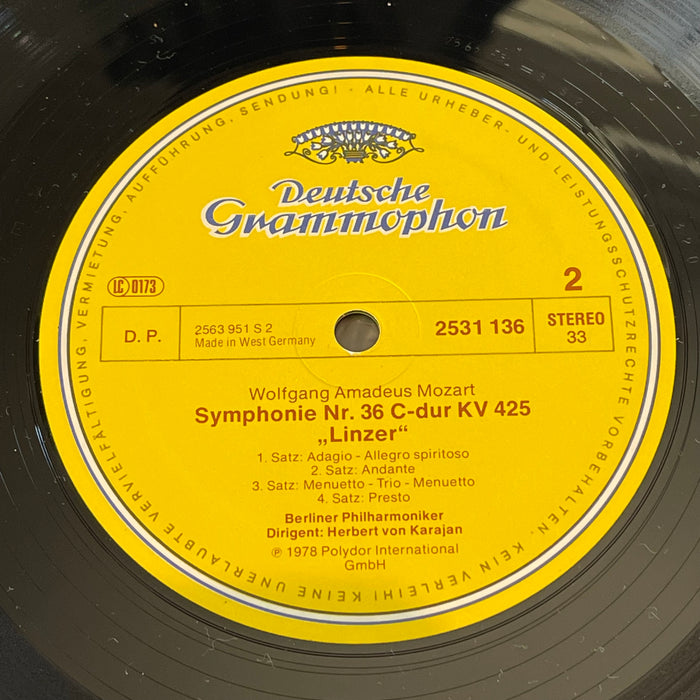 ALLE URHEBER- UND LEISTUNGSSCHUTZRECHTE VORBEHALTEN. KEIN VERLEIH! KEINE UNERLAUBTE VERVIELFÄLTIGUNG, VERMIETUNG, AUFFÜHRUNG, SENDUNG! ·
Deutsche
Grammophon
LC 0173
2
D. P.
2563 951 S 2
Made in West Germany
2531 136
STEREO
33
Wolfgang Amadeus Mozart
Symphonie Nr. 36 C-dur KV 425
„Linzer“
1. Satz: Adagio - Allegro spiritoso
2. Satz: Andante
3. Satz: Menuetto - Trio - Menuetto
4. Satz: Presto
Berliner Philharmoniker
Dirigent: Herbert von Karajan
℗ 1978 Polydor International
GmbH